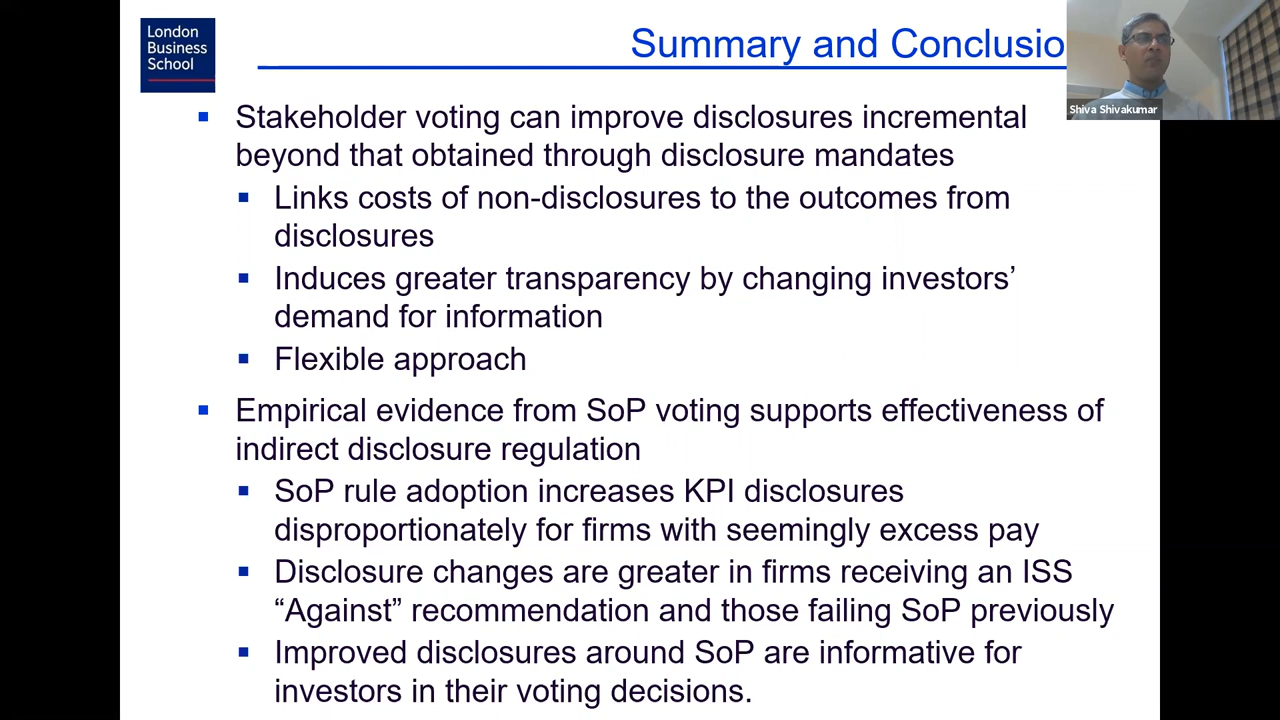 London
Business
School
Summary and Conclusio
Shiva Shivakumar
Stakeholder voting can improve disclosures incremental
beyond that obtained through disclosure mandates
Links costs of non-disclosures to the outcomes from
disclosures
Induces greater transparency by changing investors’
demand for information
Flexible approach
Empirical evidence from SoP voting supports effectiveness of
indirect disclosure regulation
SoP rule adoption increases KPI disclosures
disproportionately for firms with seemingly excess pay
Disclosure changes are greater in firms receiving an ISS
“Against” recommendation and those failing SoP previously
Improved disclosures around SoP are informative for
investors in their voting decisions.